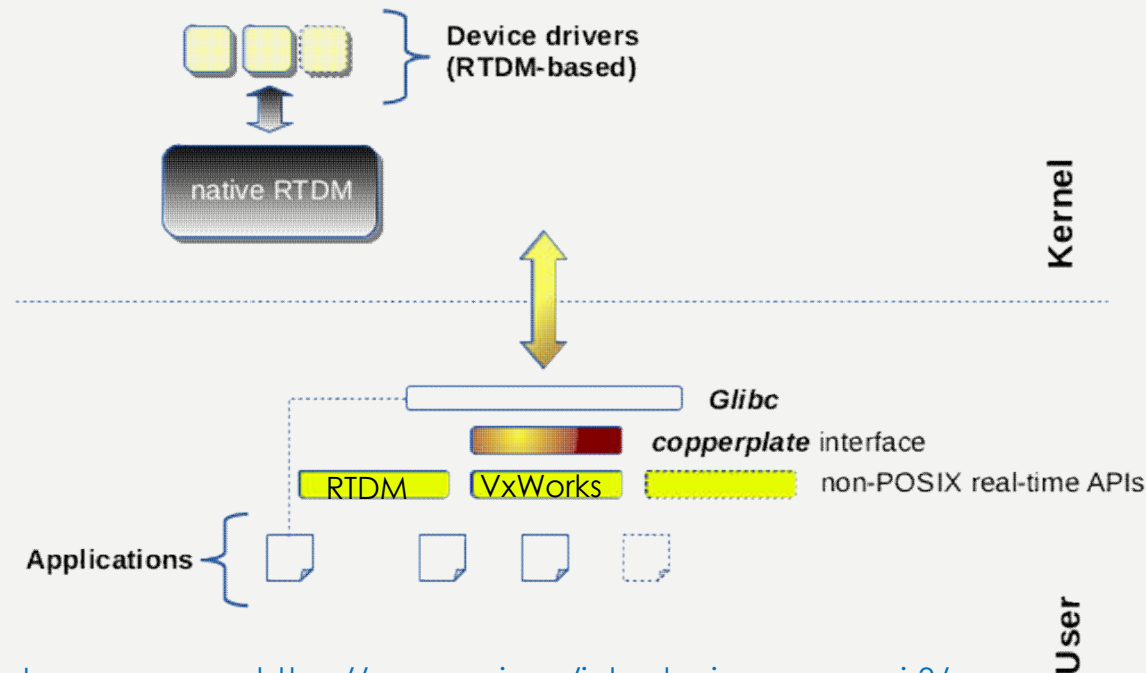 Device drivers
(RTDM-based)
native RTDM
Kernel
Glibc
copperplate interface
RTDM
VxWorks
non-POSIX real-time APIs
Applications
User